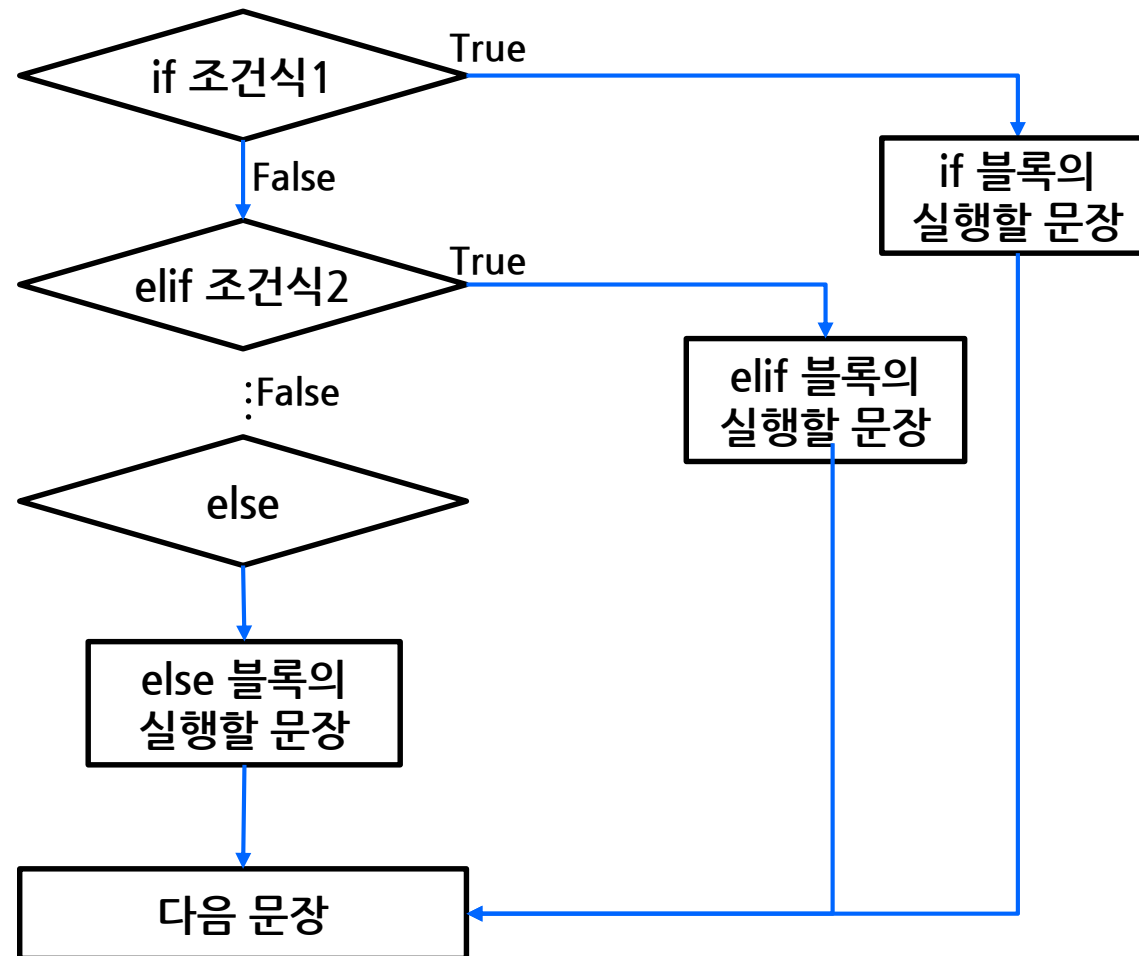 if 조건식1
True
False
if 블록의
실행할 문장
elif 조건식2
True
:False
elif 블록의
실행할 문장
else
else 블록의
실행할 문장
다음 문장